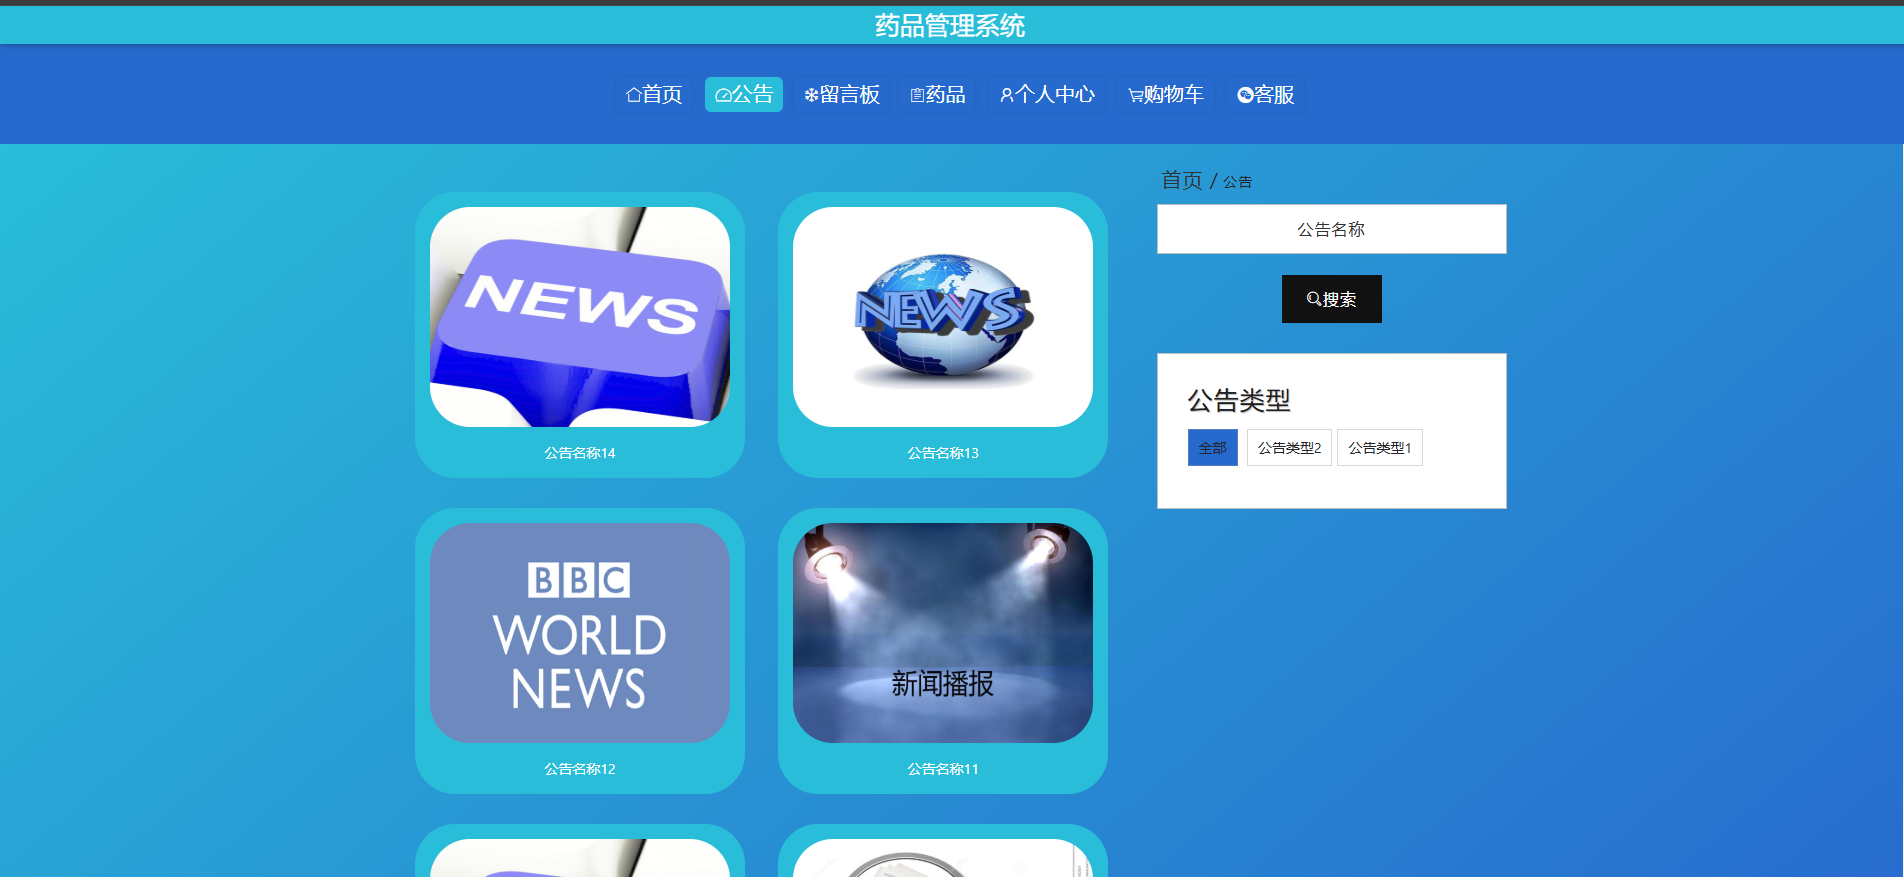 药品管理系统
首页 公告 留言板 药品 个人中心 购物车 客服
首页 / 公告
公告名称
搜索
公告类型
全部 公告类型2 公告类型1
NEWS
公告名称14
NEWS
公告名称13
BBC
WORLD
NEWS
公告名称12
新闻播报
公告名称11